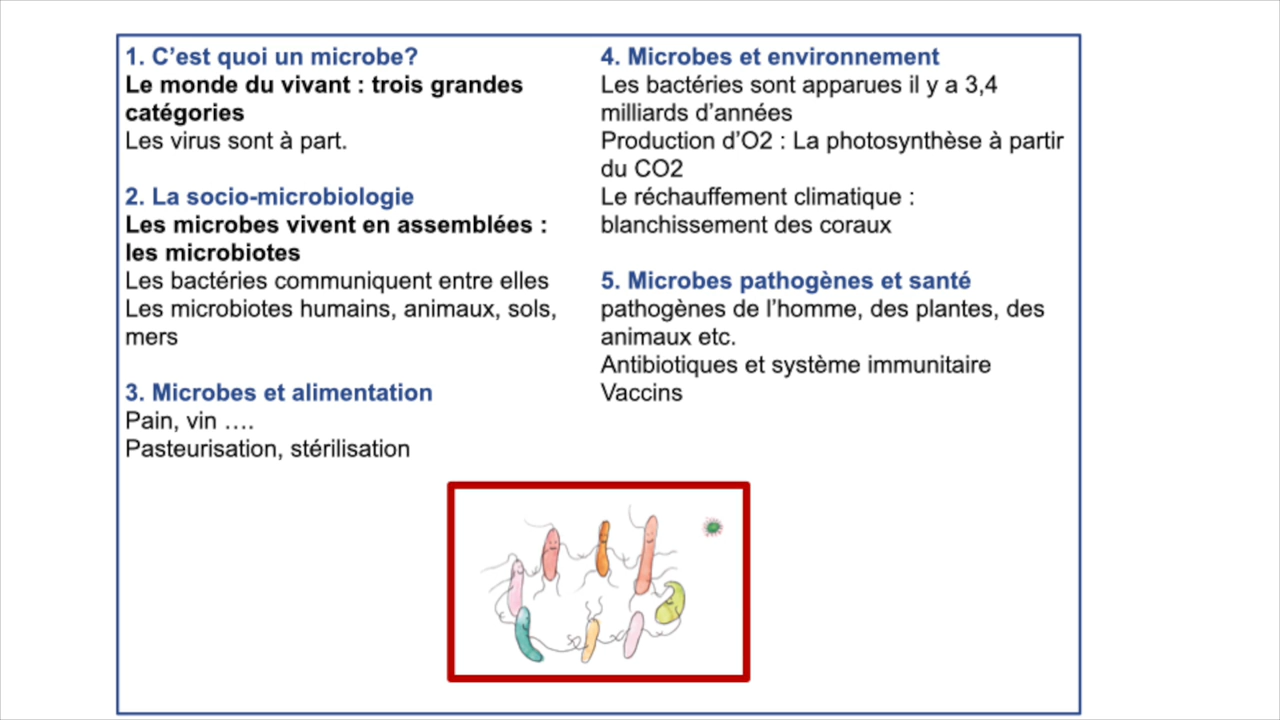 1. C’est quoi un microbe?
Le monde du vivant : trois grandes
catégories
Les virus sont à part.
2. La socio-microbiologie
Les microbes vivent en assemblées :
les microbiotes
Les bactéries communiquent entre elles
Les microbiotes humains, animaux, sols,
mers
3. Microbes et alimentation
Pain, vin ….
Pasteurisation, stérilisation
4. Microbes et environnement
Les bactéries sont apparues il y a 3,4
milliards d’années
Production d’O2 : La photosynthèse à partir
du CO2
Le réchauffement climatique :
blanchissement des coraux
5. Microbes pathogènes et santé
pathogènes de l’homme, des plantes, des
animaux etc.
Antibiotiques et système immunitaire
Vaccins